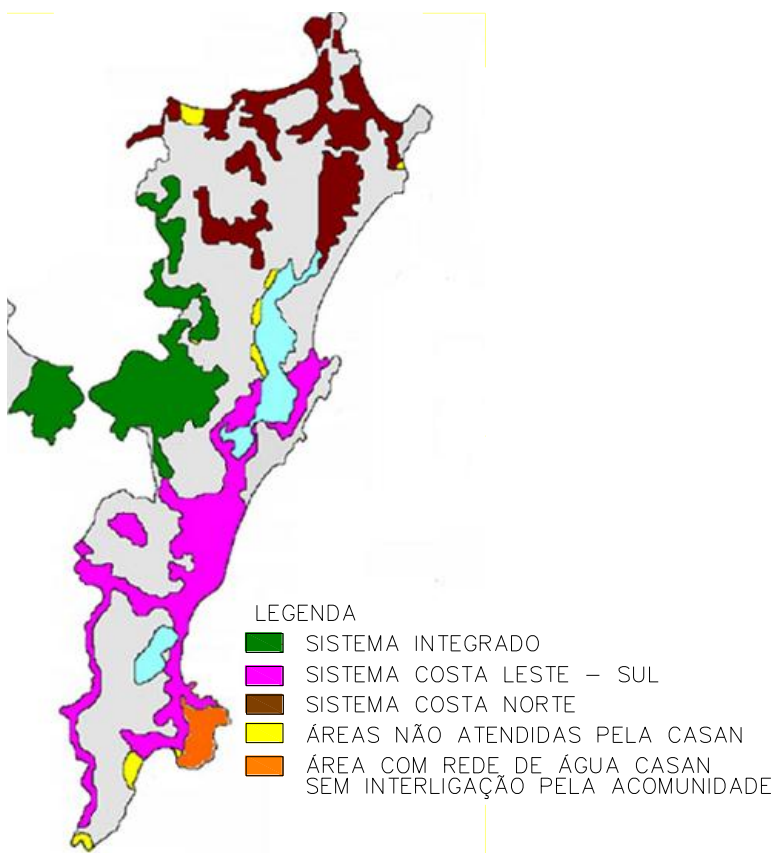 LEGENDA
SISTEMA INTEGRADO
SISTEMA COSTA LESTE – SUL
SISTEMA COSTA NORTE
ÁREAS NÃO ATENDIDAS PELA CASAN
ÁREA COM REDE DE ÁGUA CASAN
SEM INTERLIGAÇÃO PELA ACOMUNIDADE